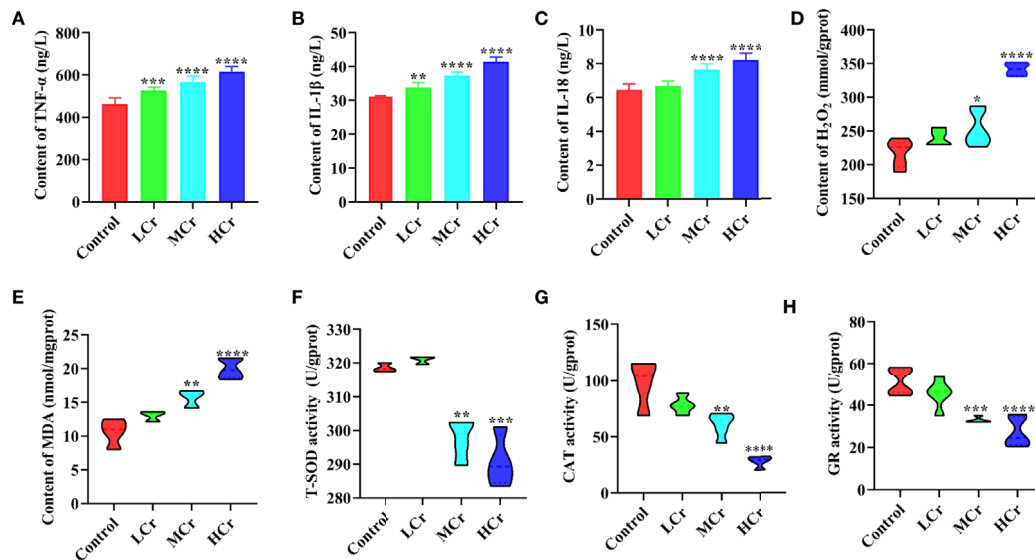 A
Content of TNF-α (ng/L)
800
600
400
200
0
***
****
****
Control
LCr
MCr
HCr
B
Content of IL-1β (ng/L)
50
40
30
20
10
0
**
****
****
Control
LCr
MCr
HCr
C
Content of IL-18 (ng/L)
10
8
6
4
2
0
****
****
Control
LCr
MCr
HCr
D
Content of H₂O₂ (mmol/gprot)
400
350
300
250
200
150
*
****
Control
LCr
MCr
HCr
E
Content of MDA (nmol/mgprot)
25
20
15
10
5
0
**
****
Control
LCr
MCr
HCr
F
T-SOD activity (U/gprot)
330
320
310
300
290
280
**
***
Control
LCr
MCr
HCr
G
CAT activity (U/gprot)
150
100
50
0
**
****
Control
LCr
MCr
HCr
H
GR activity (U/gprot)
80
60
40
20
0
***
****
Control
LCr
MCr
HCr